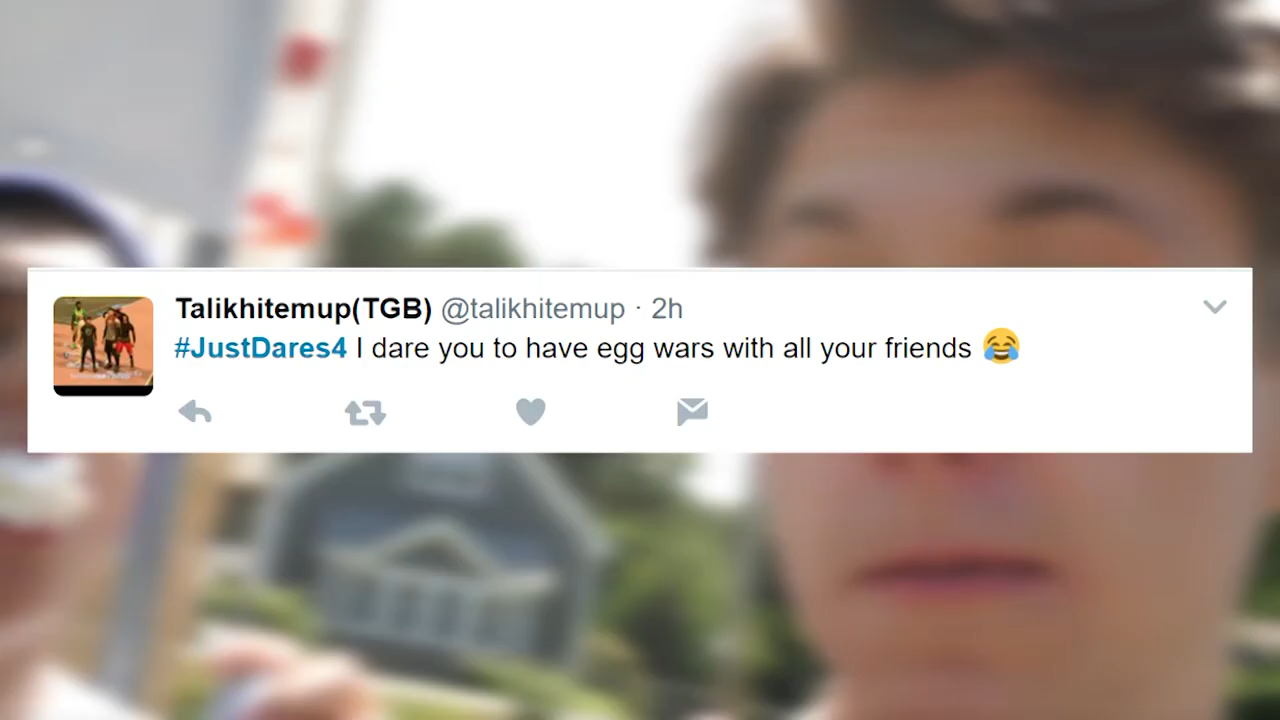 Talikhitemup(TGB) @talikhitemup · 2h
#JustDares4 I dare you to have egg wars with all your friends 😂